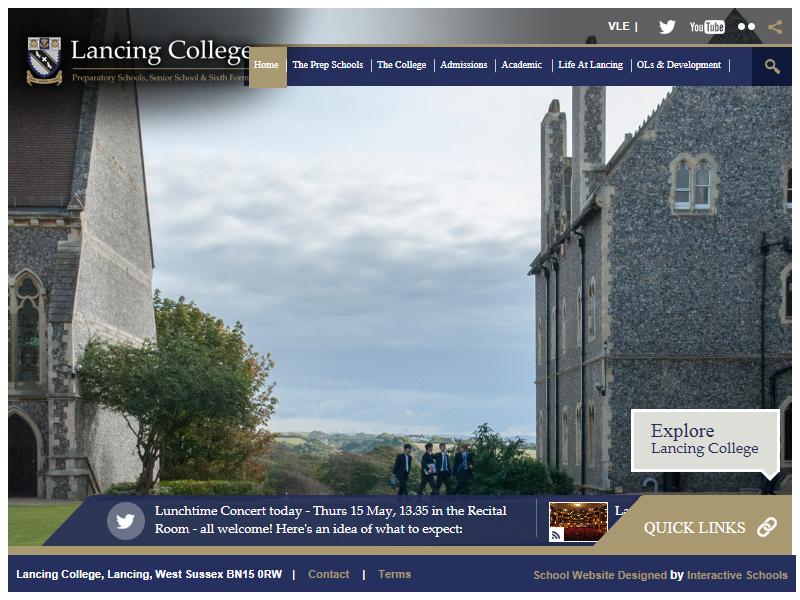 VLE |
You Tube
Lancing College
Preparatory Schools, Senior School & Sixth Form
Home | The Prep Schools | The College | Admissions | Academic | Life At Lancing | OLs & Development |
Explore
Lancing College
Lunchtime Concert today - Thurs 15 May, 13.35 in the Recital
Room - all welcome! Here's an idea of what to expect:
QUICK LINKS
Lancing College, Lancing, West Sussex BN15 0RW | Contact | Terms
School Website Designed by Interactive Schools